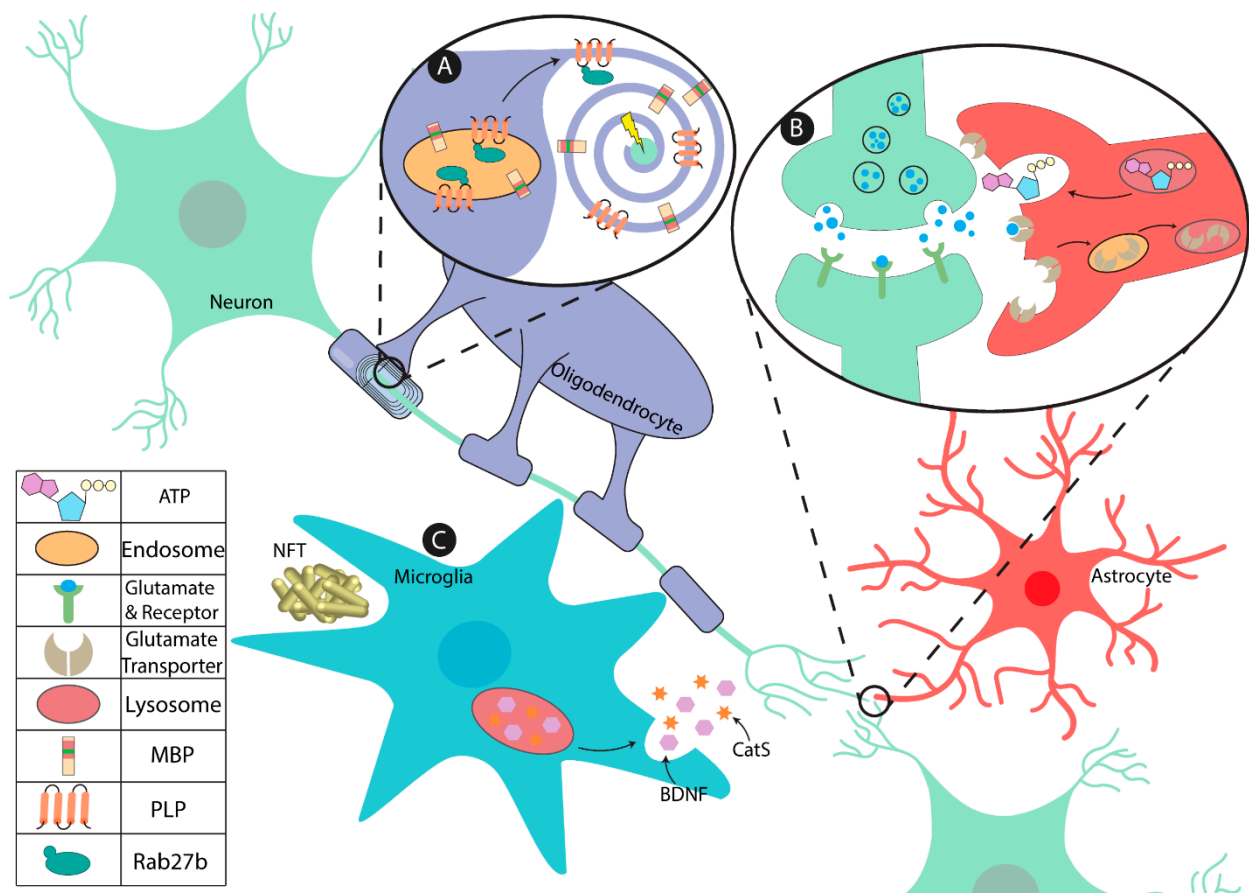 A
B
Neuron
Oligodendrocyte
C
NFT
Microglia
Astrocyte
CatS
BDNF
ATP
Endosome
Glutamate
& Receptor
Glutamate
Transporter
Lysosome
MBP
PLP
Rab27b